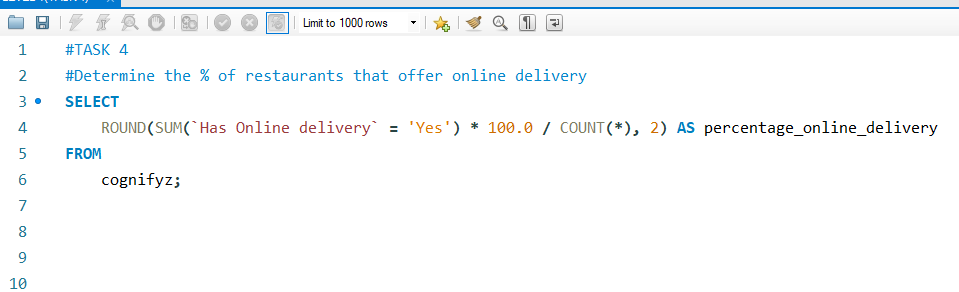 Limit to 1000 rows
1 #TASK 4
2 #Determine the % of restaurants that offer online delivery
3 SELECT
4 ROUND(SUM(`Has Online delivery` = 'Yes') * 100.0 / COUNT(*), 2) AS percentage_online_delivery
5 FROM
6 cognifyz;
7
8
9
10